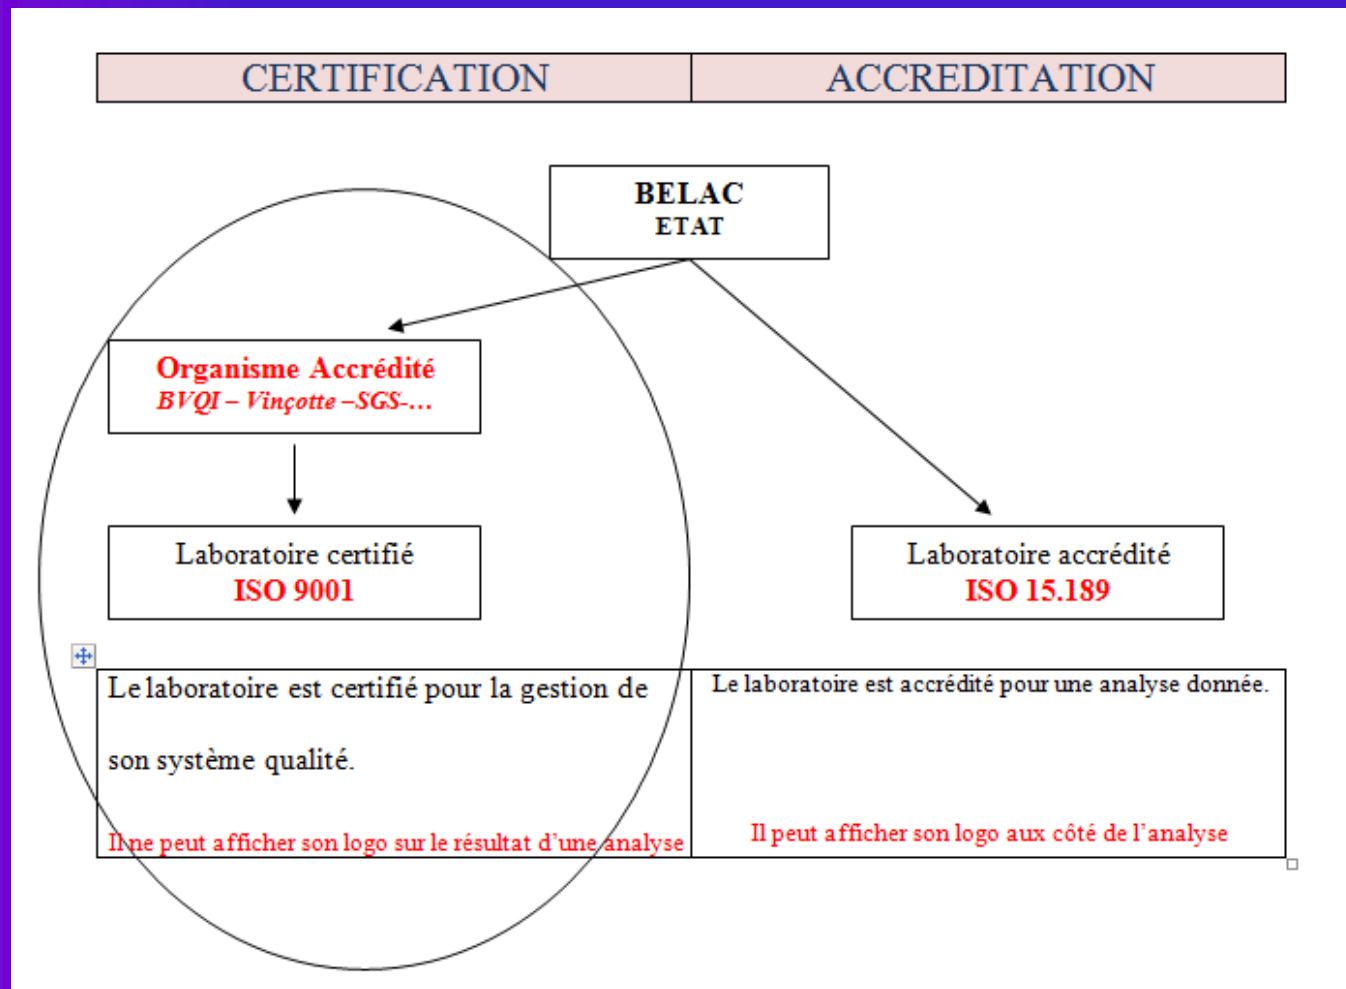 CERTIFICATION
ACCREDITATION
BELAC
ETAT
Organisme Accrédité
BVQI – Vinçotte –SGS-…
Laboratoire certifié
ISO 9001
Laboratoire accrédité
ISO 15.189
Le laboratoire est certifié pour la gestion de
son système qualité.
Il ne peut afficher son logo sur le résultat d’une analyse
Le laboratoire est accrédité pour une analyse donnée.
Il peut afficher son logo aux côté de l’analyse